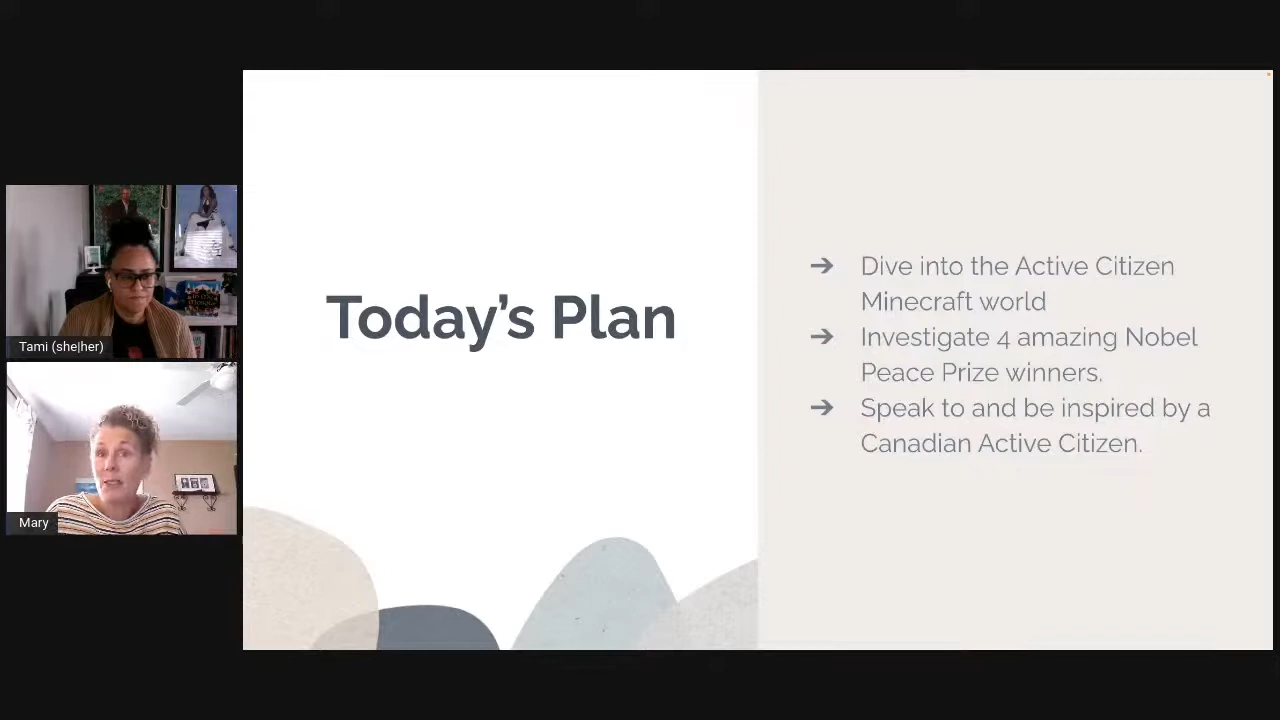 Today's Plan
➔ Dive into the Active Citizen
Minecraft world
➔ Investigate 4 amazing Nobel
Peace Prize winners.
➔ Speak to and be inspired by a
Canadian Active Citizen.
Tami (she|her)
Mary